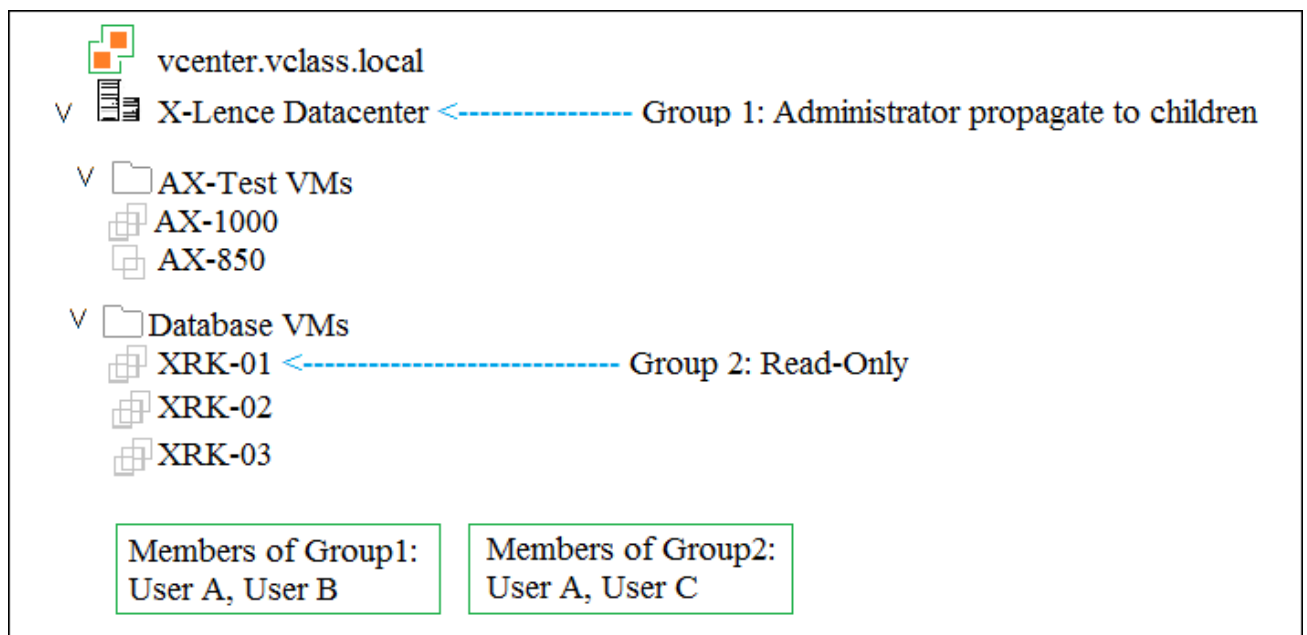 vcenter.vclass.local
X-Lence Datacenter <--------------- Group 1: Administrator propagate to children
AX-Test VMs
AX-1000
AX-850
Database VMs
XRK-01 <-------------------------- Group 2: Read-Only
XRK-02
XRK-03
Members of Group1:
User A, User B
Members of Group2:
User A, User C